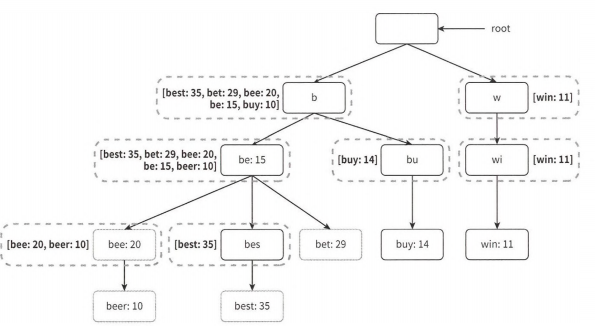 root
[best: 35, bet: 29, bee: 20,
be: 15, buy: 10]
b
w
[win: 11]
[best: 35, bet: 29, bee: 20,
be: 15, beer: 10]
be: 15
[buy: 14]
bu
wi
[win: 11]
[bee: 20, beer: 10]
bee: 20
[best: 35]
bes
bet: 29
buy: 14
win: 11
beer: 10
best: 35